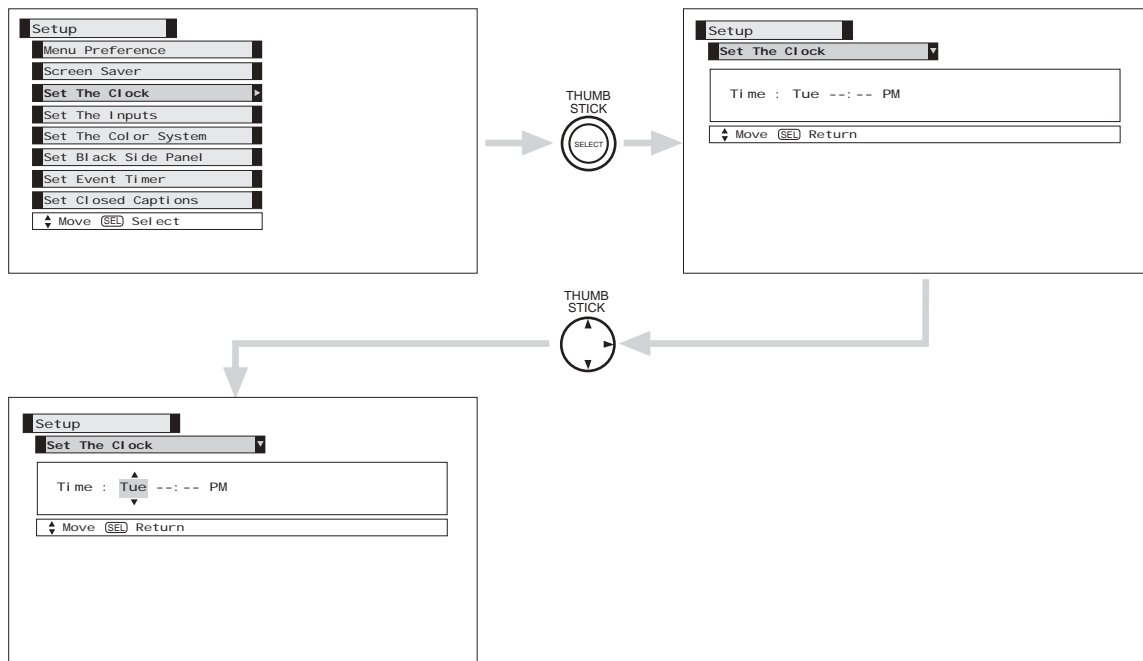 Setup
Menu Preference
Screen Saver
Set The Clock
Set The Inputs
Set The Color System
Set Black Side Panel
Set Event Timer
Set Closed Captions
Move SEL Select
THUMB
STICK
SELECT
Setup
Set The Clock
Time : Tue --:-- PM
Move SEL Return
THUMB
STICK
Setup
Set The Clock
Time : Tue --:-- PM
Move SEL Return